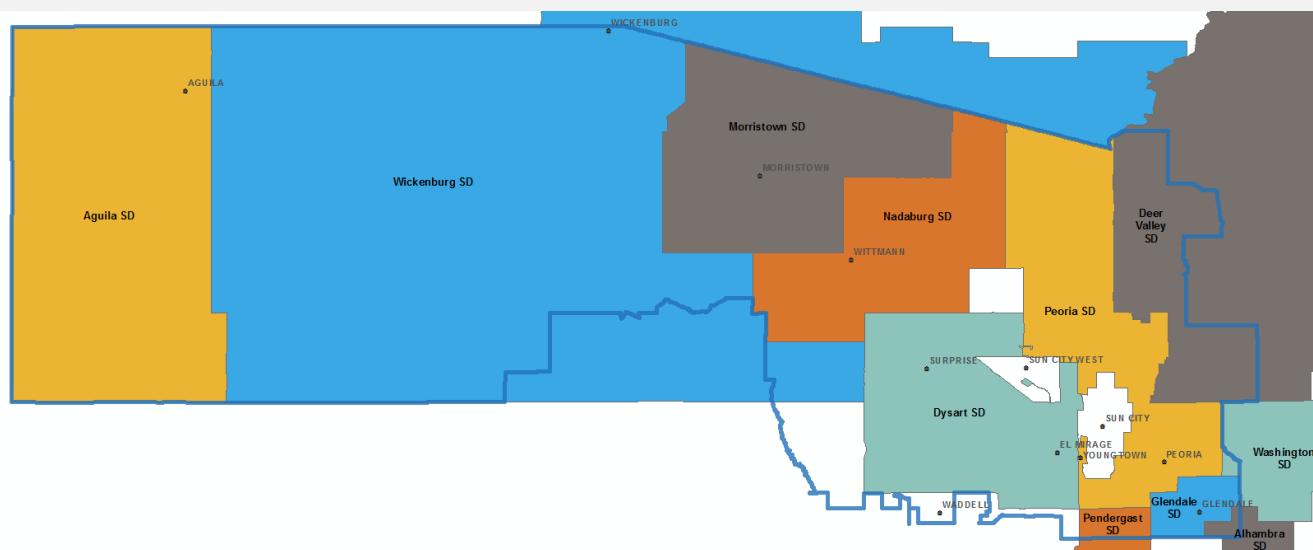 WICKENBURG
AGUILA
Morristown SD
MORRISTOWN
Wickenburg SD
Aguila SD
Nadaburg SD
Deer
Valley
SD
WITTMANN
Peoria SD
SURPRISE
SUN CITY WEST
Dysart SD
SUN CITY
EL MIRAGE
YOUNGTOWN
PEORIA
Washington
SD
WADDELL
Glendale
SD
GLENDALE
Pendergast
SD
Alhambra
SD